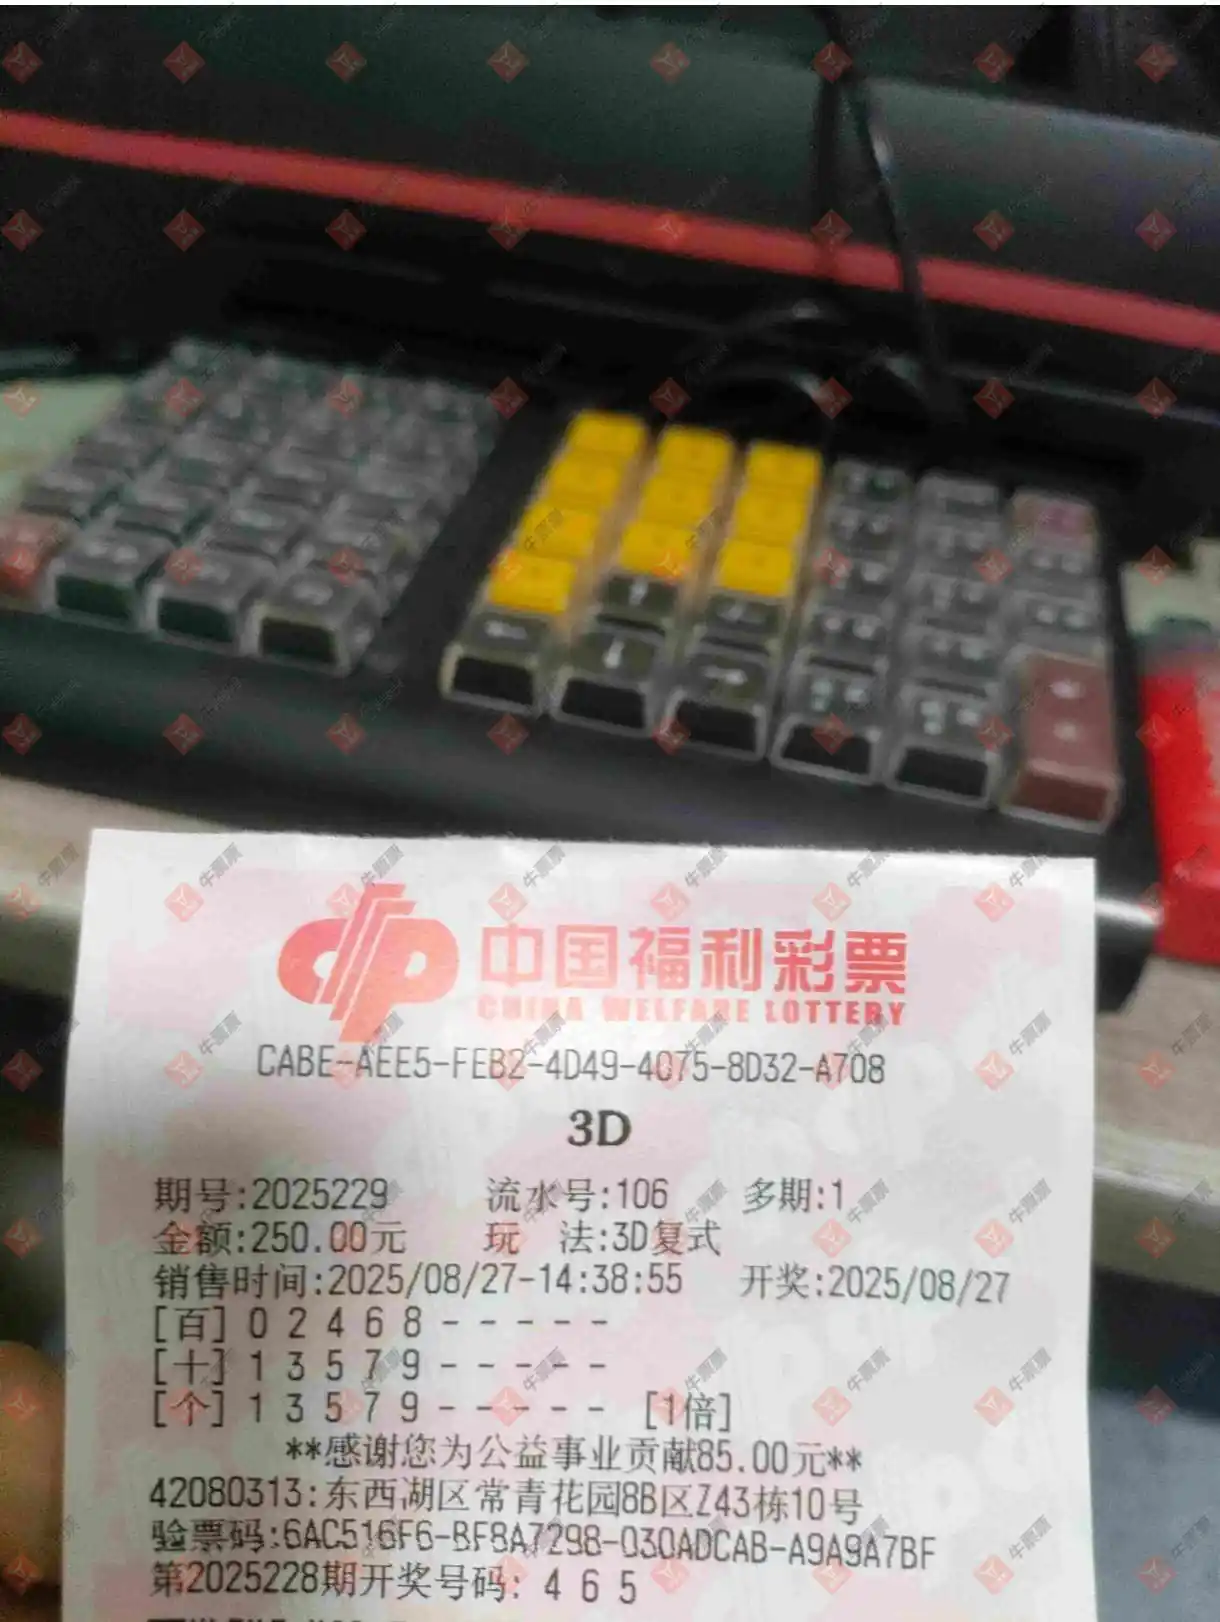 中国福利彩票
CHINA WELFARE LOTTERY
CABE-AEE5-FEB2-4D49-4075-8D32-A708
3D
期号:2025229 流水号:106 多期:1
金额:250.00元 玩 法:3D复式
销售时间:2025/08/27-14:38:55 开奖:2025/08/27
[百] 0 2 4 6 8 - - - - -
[十] 1 3 5 7 9 - - - - -
[个] 1 3 5 7 9 - - - - - [1倍]
**感谢您为公益事业贡献85.00元**
42080313:东西湖区常青花园8B区Z43栋10号
验票码:6AC516F6-BF8A7298-030ADCAB-A9A9A7BF
第2025228期开奖号码: 4 6 5
牛票票